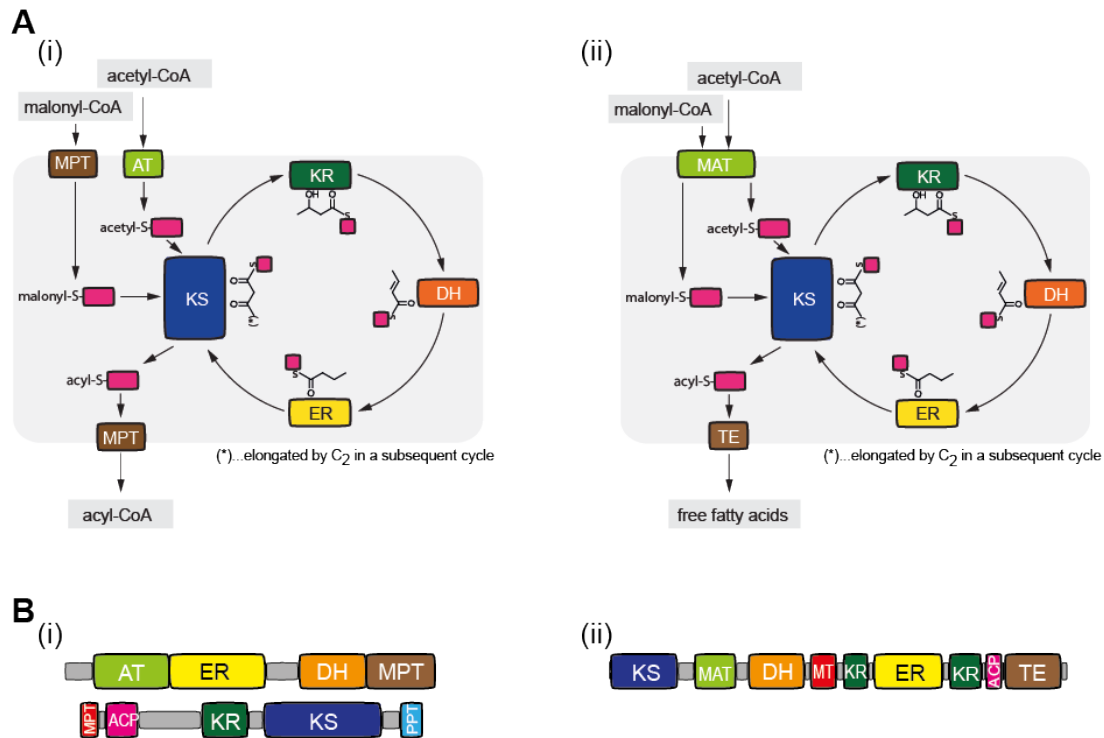 A
(i)
acetyl-CoA
malonyl-CoA
MPT
AT
KR
OH
O
S
acetyl-S-
KS
S
O
O
(*)
malonyl-S-
O
S
DH
acyl-S-
S
O
ER
MPT
(*)...elongated by C2 in a subsequent cycle
acyl-CoA
(ii)
acetyl-CoA
malonyl-CoA
MAT
KR
OH
O
S
acetyl-S-
KS
S
O
O
(*)
malonyl-S-
O
S
DH
acyl-S-
S
O
ER
TE
(*)...elongated by C2 in a subsequent cycle
free fatty acids
B
(i)
AT ER DH MPT
MPT ACP KR KS PPT
(ii)
KS MAT DH MT KR ER KR ACP TE